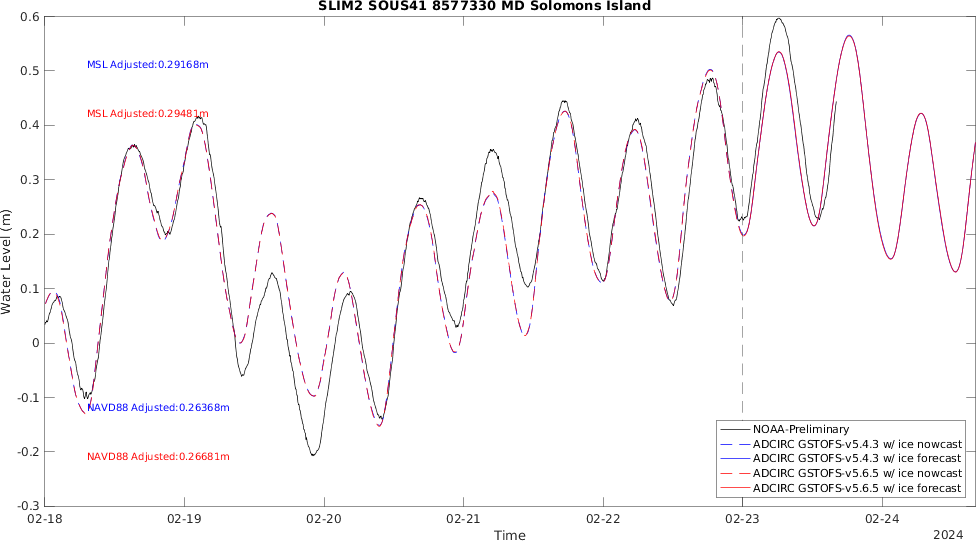 SLIM2 SOUS41 8577330 MD Solomons Island
0.6
0.5
0.4
0.3
0.2
0.1
0
-0.1
-0.2
-0.3
Water Level (m)
MSL Adjusted:0.29168m
MSL Adjusted:0.29481m
NAVD88 Adjusted:0.26368m
NAVD88 Adjusted:0.26681m
NOAA-Preliminary
ADCIRC GSTOFS-v5.4.3 w/ ice nowcast
ADCIRC GSTOFS-v5.4.3 w/ ice forecast
ADCIRC GSTOFS-v5.6.5 w/ ice nowcast
ADCIRC GSTOFS-v5.6.5 w/ ice forecast
02-18 02-19 02-20 02-21 02-22 02-23 02-24
Time
2024